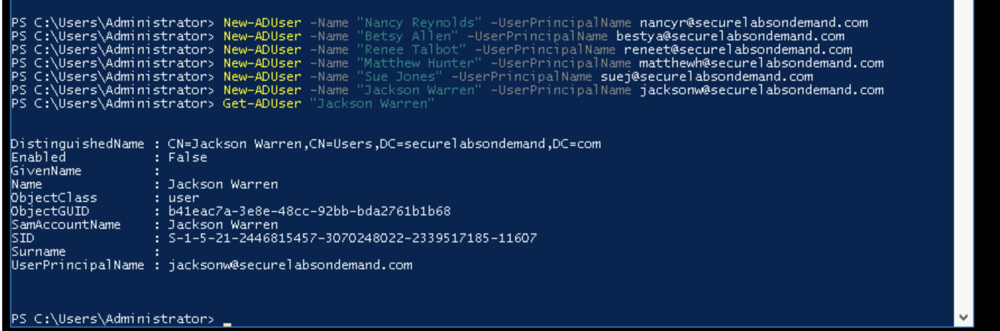 PS C:\Users\Administrator> New-ADUser -Name "Nancy Reynolds" -UserPrincipalName nancyr@securelabsondemand.com
PS C:\Users\Administrator> New-ADUser -Name "Betsy Allen" -UserPrincipalName bestya@securelabsondemand.com
PS C:\Users\Administrator> New-ADUser -Name "Renee Talbot" -UserPrincipalName reneet@securelabsondemand.com
PS C:\Users\Administrator> New-ADUser -Name "Matthew Hunter" -UserPrincipalName matthewh@securelabsondemand.com
PS C:\Users\Administrator> New-ADUser -Name "Sue Jones" -UserPrincipalName suej@securelabsondemand.com
PS C:\Users\Administrator> New-ADUser -Name "Jackson Warren" -UserPrincipalName jacksonw@securelabsondemand.com
PS C:\Users\Administrator> Get-ADUser "Jackson Warren"
DistinguishedName : CN=Jackson Warren,CN=Users,DC=securelabsondemand,DC=com
Enabled           : False
GivenName         :
Name              : Jackson Warren
ObjectClass       : user
ObjectGUID        : b41eac7a-3e8e-48cc-92bb-bda2761b1b68
SamAccountName    : Jackson Warren
SID               : S-1-5-21-2446815457-3070248022-2339517185-11607
Surname           :
UserPrincipalName : jacksonw@securelabsondemand.com
PS C:\Users\Administrator>